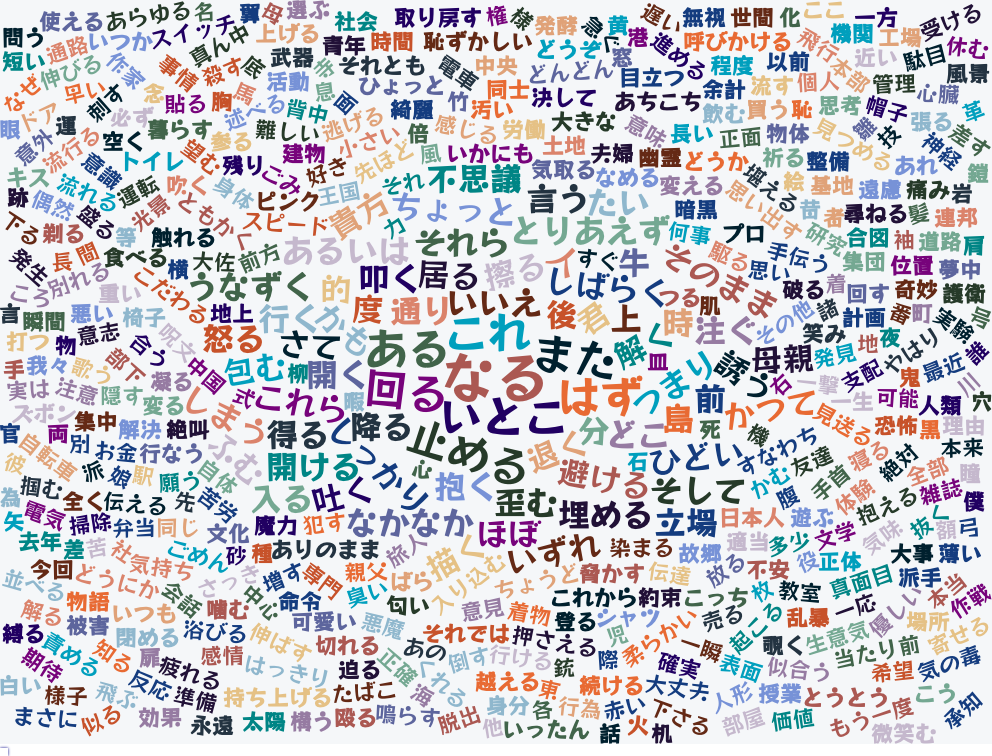 使える
あらゆる
名
スイッチ
翼
母
選ぶ
社会
取り戻す
権
様
発酵
急ぐ
黄
遅い
無視
世間
化
ここ
一方
受ける
問う
通路
いつか
真ん中
上げる
青年
時間
恥ずかしい
どうぞ
窓
港
進める
呼びかける
飛行
機関
工場
休む
短い
伸びる
作家
事情
殺す
底
武器
それとも
電車
中央
どんどん
目立つ
程度
以前
本部
近い
駄目
風景
なぜ
早い
刺す
念
貼る
胸
馬
活動
息
ひょっと
同士
決して
あちこち
余計
流す
個人
管理
心臓
ドア
必ず
述べる
背中
面
綺麗
竹
汚い
飲む
買う
恥
思考
帽子
張る
革
眼
意外
運
空く
暮らす
参る
難しい
逃げる
倍
感じる
労働
大きな
意味
長い
正面
物体
見つめる
雑
技
神経
差す
流行る
意識
トイレ
望む
残り
ごみ
建物
好き
小さい
先ほど
風
いかにも
土地
夫婦
幽霊
どうか
祈る
整備
あれ
鎧
キス
流れる
運転
吹く
身体
ピンク
王国
それ
不思議
気取る
なめる
変える
思い出す
堪える
絵
基地
遠慮
痛み
岩
跡
偶然
盛る
光景
ともかく
スピード
貴方
力
ちょっと
言う
たい
暗黒
昔
者
尋ねる
髪
連邦
下る
剃る
等
触れる
あるいは
それら
とりあえず
何事
プロ
研究
合図
袖
道路
肩
発生
長
間
食べる
横
大佐
前方
うなずく
叩く
居る
擦る
イ
すぐ
牛
そのまま
駆る
思い
手伝う
集団
位置
夢中
こう
別れる
重い
こだわる
地上
的
度
通り
いいえ
しばらく
つる
肌
破る
着
回す
奇妙
護衛
言
瞬間
悪い
椅子
行く
かも
後
君
上
時
注ぐ
その他
諸
計画
番
町
実験
号
打つ
物
意志
合う
呪文
怒る
さて
ある
これ
また
解く
皿
つまり
誘う
母親
笑み
発見
地
夜
やはり
誰
手
我々
歌う
部下
凝る
中国
包む
柳
開く
なる
はず
前
右
一撃
支配
鬼
最近
川
実は
注意
隠す
変る
式
これら
暇
回る
いとこ
島
かつて
一生
可能
人類
穴
ズボン
集中
しまう
得る
降る
止める
分
どこ
死
見送る
恐怖
黒
理由
官
両
別
解決
お金
絶叫
行なう
ふむ
開ける
つかり
心
退く
石
ひどい
機
すなわち
友達
寝る
絶対
本来
自転車
派
娘
駅
願う
自体
入る
吐く
抱く
避ける
そして
かむ
腹
手首
体験
全部
瞳
彼
掴む
全く
伝える
先
苦労
歪む
埋める
立場
日本人
遊ぶ
抱える
雑誌
僕
為
矢
電気
掃除
弁当
同じ
文化
魔力
犯す
なかなか
ほぼ
適当
多少
文学
気味
抜く
額
弓
去年
差
苦
社
気持ち
ごめん
砂
種
ありのまま
旅人
描く
いずれ
染まる
故郷
放る
不安
役
正体
大事
薄い
今回
どうにか
会話
さっき
中心
増す
専門
親父
ばら
入り込む
ちょうど
脅かす
伝達
枚
教室
真面目
派手
本当
並べる
物語
いつも
噛む
命令
臭い
匂い
意見
着物
これから
約束
こっち
売る
起こる
乱暴
一応
優しい
作戦
解る
被害
閉める
浴びる
伸ばす
可愛い
悪魔
それでは
登る
押さえる
シャツ
児
柔らかい
一瞬
覗く
生意気
場所
寄せる
縛る
責める
知る
扉
感情
切れる
正確
あの
倒す
行ける
銃
際
確実
表面
似合う
当たり前
期待
疲れる
はっきり
迫る
海
くれる
越える
東
続ける
大丈夫
希望
気の毒
白い
様子
飛ぶ
反応
準備
持ち上げる
たばこ
身分
各
行為
赤い
下さる
人形
授業
とうとう
こう
承知
まさに
似る
効果
永遠
太陽
構う
殴る
鳴らす
脱出
他
いったん
話
火
机
部屋
価値
もう一度
微笑む